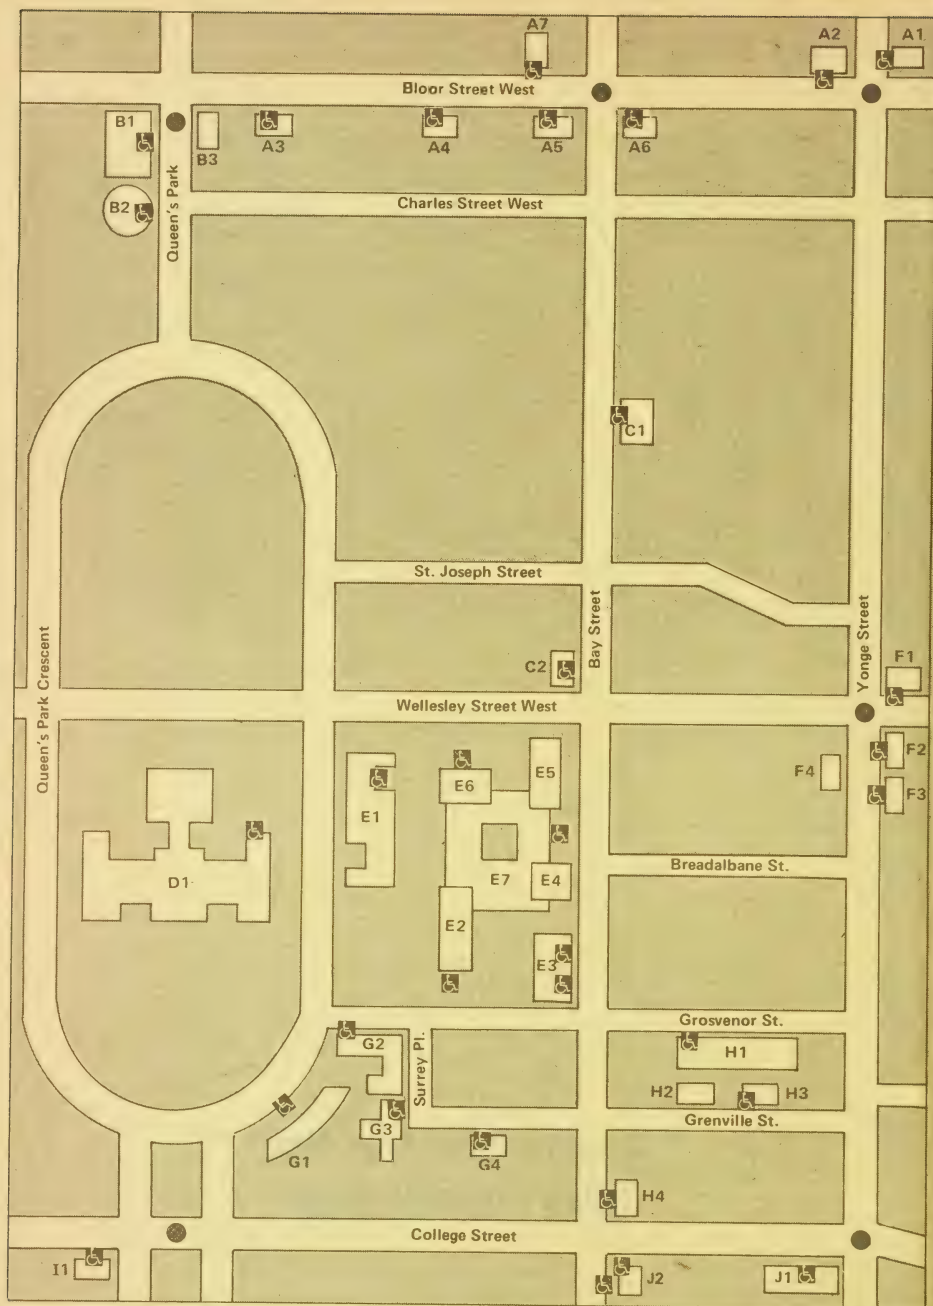 A7
A2
A1
Bloor Street West
B1
B3
A3
A4
A5
A6
B2
Queen's Park
Charles Street West
C1
St. Joseph Street
Bay Street
Yonge Street
C2
F1
Queen's Park Crescent
Wellesley Street West
E5
F2
E6
F4
F3
E1
Breadalbane St.
D1
E7
E4
E2
E3
Grosvenor St.
G2
H1
Surrey Pl.
H2
H3
G3
Grenville St.
G1
G4
H4
College Street
I1
J2
J1